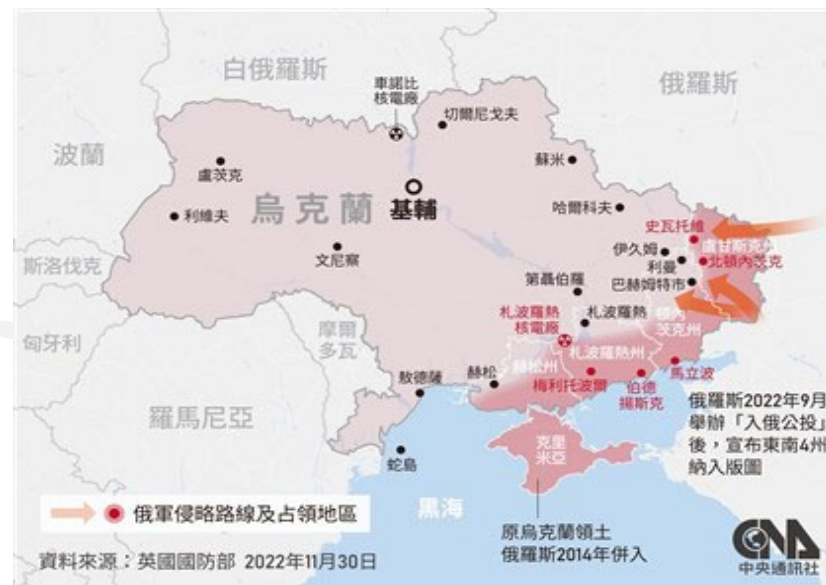 白俄羅斯
車諾比
核電廠
俄羅斯
切爾尼戈夫
波蘭
盧茨克
蘇米
烏克蘭
基輔
利維夫
哈爾科夫
史瓦托維
盧甘斯克
斯洛伐克
文尼察
伊久姆
利曼
北頓內茨克
第聶伯羅
巴赫姆特市
匈牙利
摩爾
多瓦
札波羅熱
核電廠
札波羅熱
頓內
茨克州
赫松州
札波羅熱州
羅馬尼亞
敖德薩
赫松
梅利托波爾
伯德
揚斯克
馬立波
俄羅斯2022年9月
舉辦「入俄公投」
後，宣布東南4州
納入版圖
克里
米亞
蛇島
黑海
俄軍侵略路線及占領地區
原烏克蘭領土
俄羅斯2014年併入
資料來源：英國國防部 2022年11月30日
CNA
中央通訊社